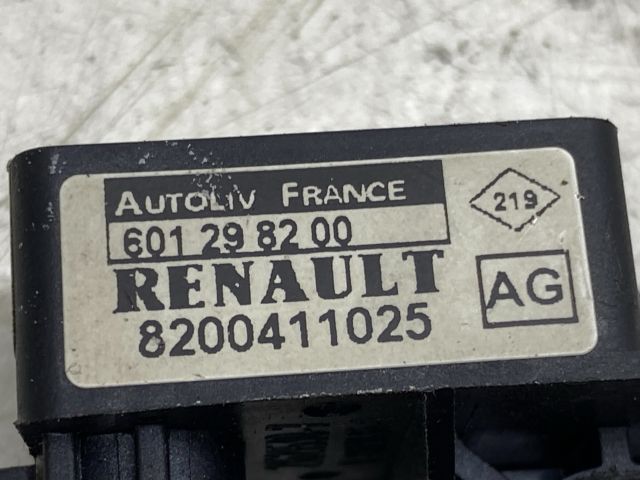 AUTOLIV FRANCE
601 29 82 00
RENAULT
8200411025
219
AG